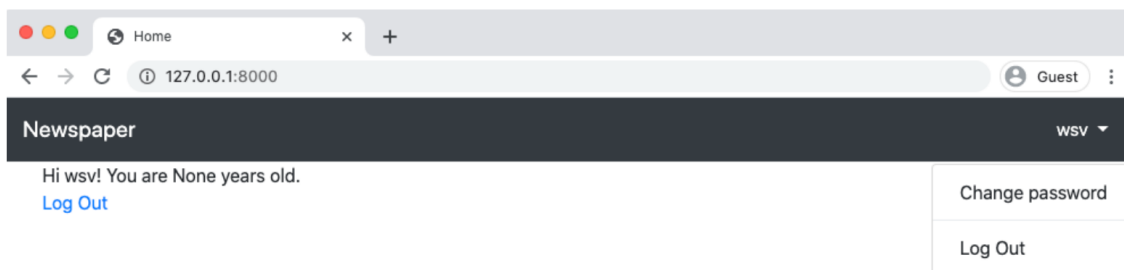 Home
127.0.0.1:8000
Guest
Newspaper
wsv
Hi wsv! You are None years old.
Log Out
Change password
Log Out